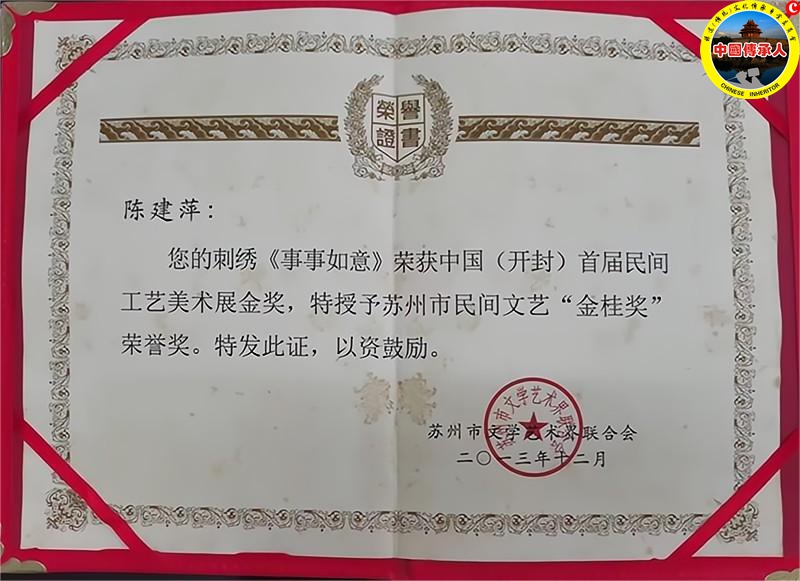 中國傳承人
CHINESE INHERITOR
榮譽
證書
陈建萍：
您的刺绣《事事如意》荣获中国（开封）首届民间
工艺美术展金奖，特授予苏州市民间文艺“金桂奖”
荣誉奖。特发此证，以资鼓励。
苏州市文学艺术界联合会
二〇一三年十二月